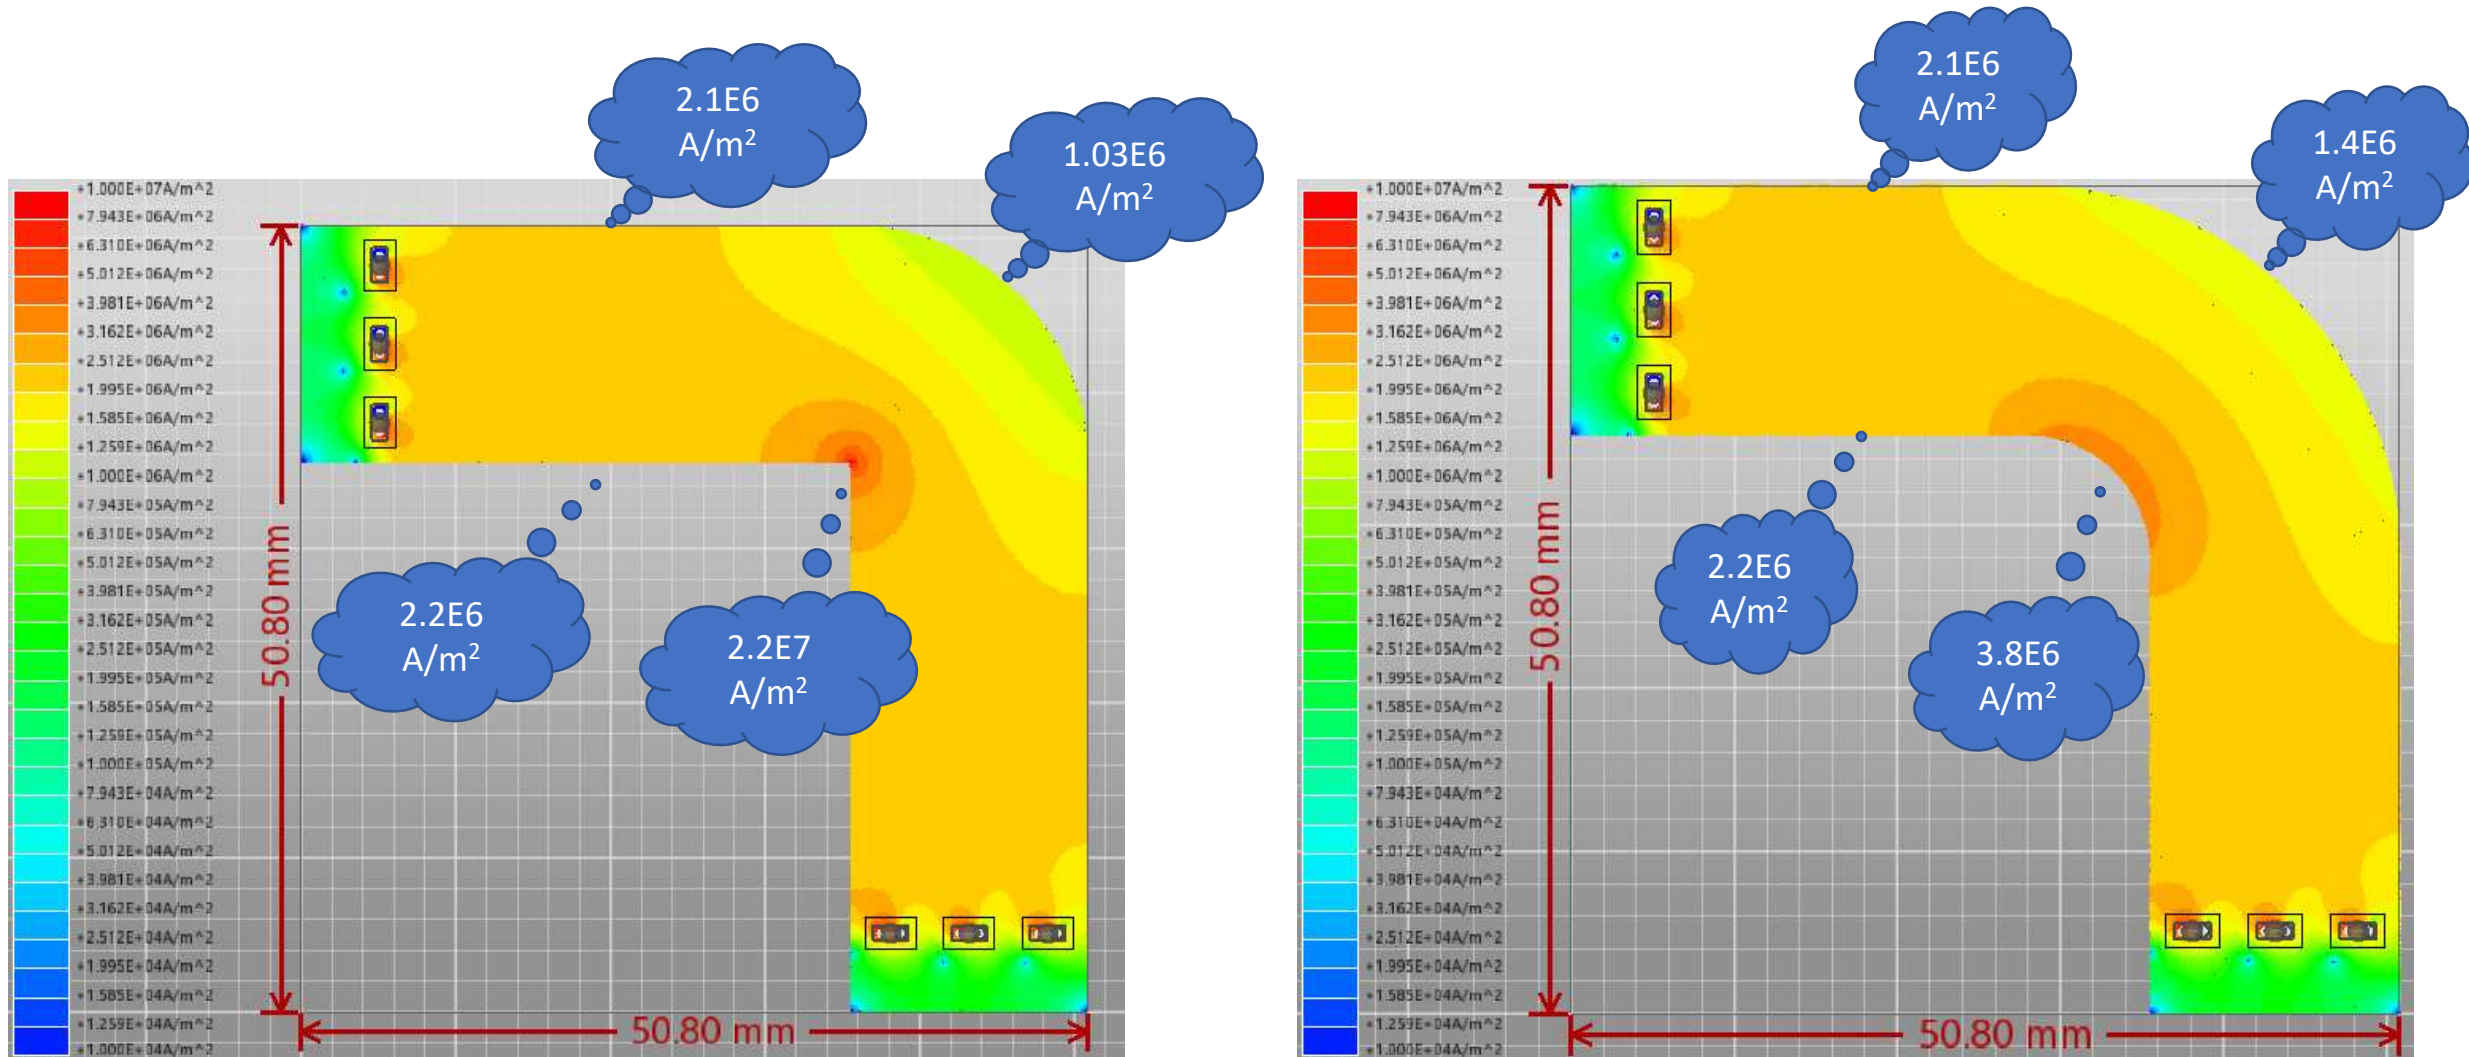 2.1E6
A/m²
1.03E6
A/m²
2.2E6
A/m²
2.2E7
A/m²
+1.000E+07A/m^2
+7.943E+06A/m^2
+6.310E+06A/m^2
+5.012E+06A/m^2
+3.981E+06A/m^2
+3.162E+06A/m^2
+2.512E+06A/m^2
+1.995E+06A/m^2
+1.585E+06A/m^2
+1.259E+06A/m^2
+1.000E+06A/m^2
+7.943E+05A/m^2
+6.310E+05A/m^2
+5.012E+05A/m^2
+3.981E+05A/m^2
+3.162E+05A/m^2
+2.512E+05A/m^2
+1.995E+05A/m^2
+1.585E+05A/m^2
+1.259E+05A/m^2
+1.000E+05A/m^2
+7.943E+04A/m^2
+6.310E+04A/m^2
+5.012E+04A/m^2
+3.981E+04A/m^2
+3.162E+04A/m^2
+2.512E+04A/m^2
+1.995E+04A/m^2
+1.585E+04A/m^2
+1.259E+04A/m^2
+1.000E+04A/m^2
50.80 mm
50.80 mm
2.1E6
A/m²
1.4E6
A/m²
2.2E6
A/m²
3.8E6
A/m²
+1.000E+07A/m^2
+7.943E+06A/m^2
+6.310E+06A/m^2
+5.012E+06A/m^2
+3.981E+06A/m^2
+3.162E+06A/m^2
+2.512E+06A/m^2
+1.995E+06A/m^2
+1.585E+06A/m^2
+1.259E+06A/m^2
+1.000E+06A/m^2
+7.943E+05A/m^2
+6.310E+05A/m^2
+5.012E+05A/m^2
+3.981E+05A/m^2
+3.162E+05A/m^2
+2.512E+05A/m^2
+1.995E+05A/m^2
+1.585E+05A/m^2
+1.259E+05A/m^2
+1.000E+05A/m^2
+7.943E+04A/m^2
+6.310E+04A/m^2
+5.012E+04A/m^2
+3.981E+04A/m^2
+3.162E+04A/m^2
+2.512E+04A/m^2
+1.995E+04A/m^2
+1.585E+04A/m^2
+1.259E+04A/m^2
+1.000E+04A/m^2
50.80 mm
50.80 mm